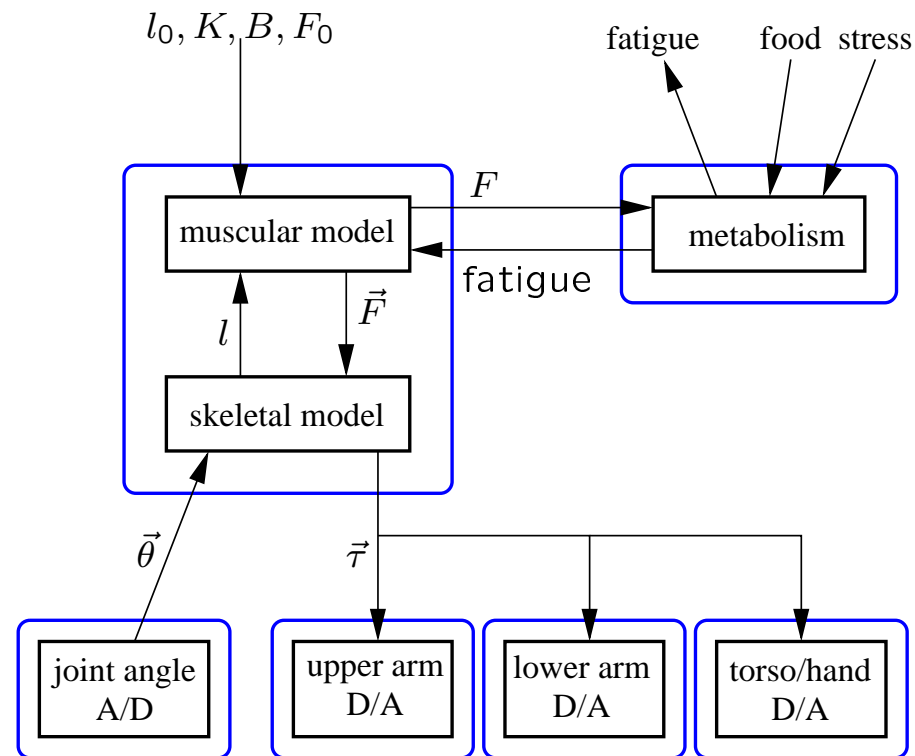 l₀, K, B, F₀
fatigue food stress
F
muscular model
metabolism
fatigue
l
F⃗
skeletal model
θ⃗
τ⃗
joint angle
A/D
upper arm
D/A
lower arm
D/A
torso/hand
D/A